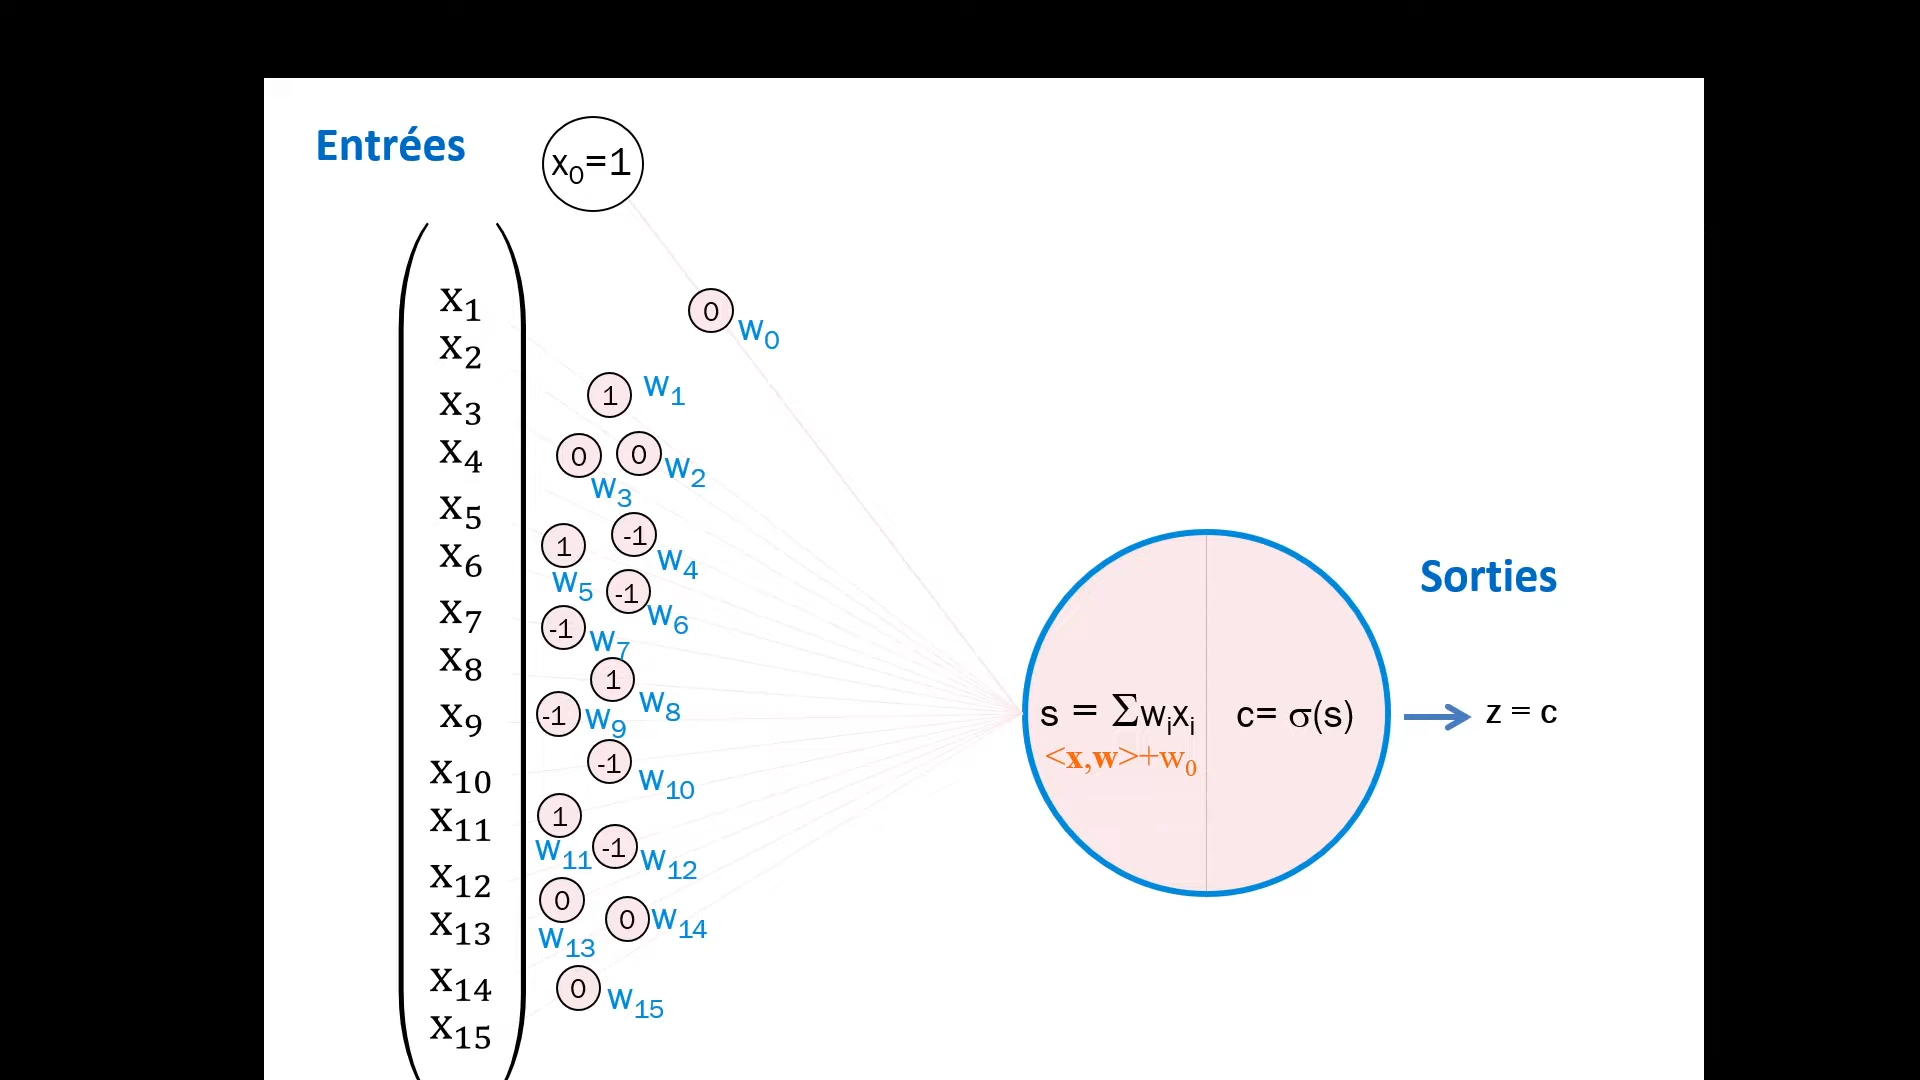 Entrées
x₀=1
x₁
x₂
x₃
x₄
x₅
x₆
x₇
x₈
x₉
x₁₀
x₁₁
x₁₂
x₁₃
x₁₄
x₁₅
0 w₀
1 w₁
0 w₂
0 w₃
-1 w₄
1 w₅
-1 w₆
-1 w₇
1 w₈
-1 w₉
-1 w₁₀
1 w₁₁
-1 w₁₂
0 w₁₃
0 w₁₄
0 w₁₅
s = Σwᵢxᵢ
<x,w>+w₀
c= σ(s)
Sorties
z = c